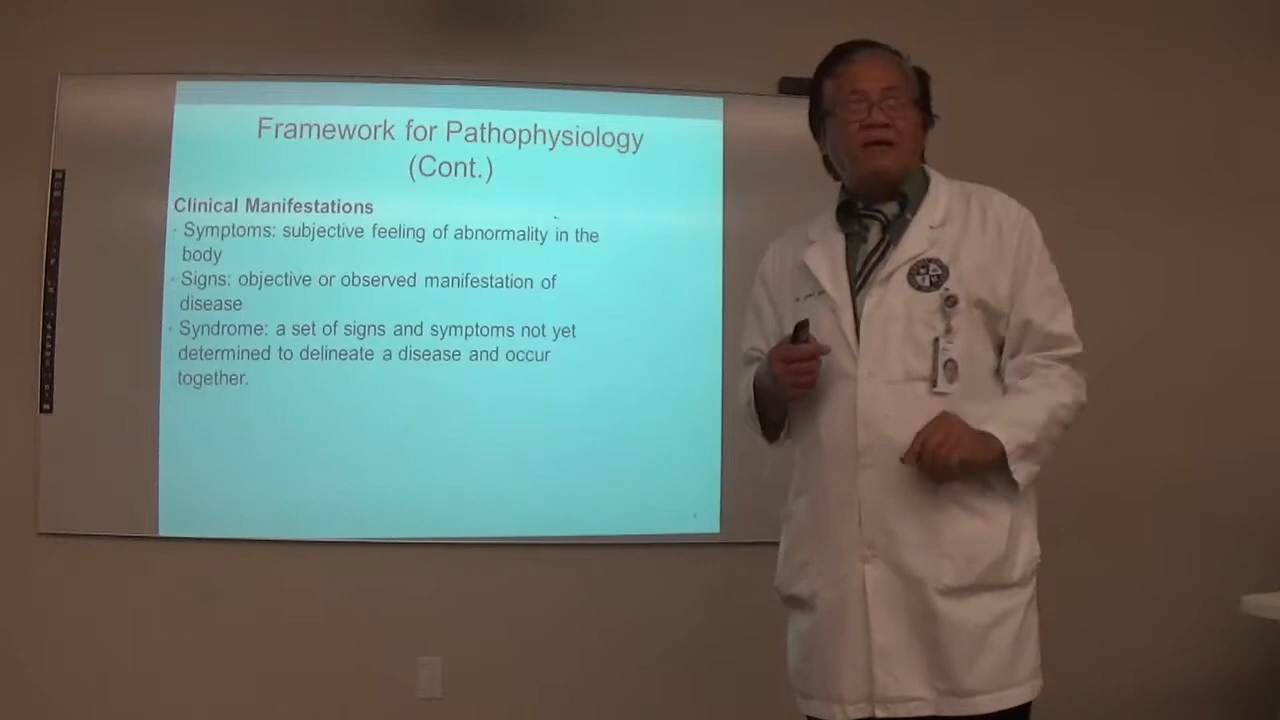 Framework for Pathophysiology
(Cont.)
Clinical Manifestations
· Symptoms: subjective feeling of abnormality in the
body
· Signs: objective or observed manifestation of
disease
· Syndrome: a set of signs and symptoms not yet
determined to delineate a disease and occur
together.